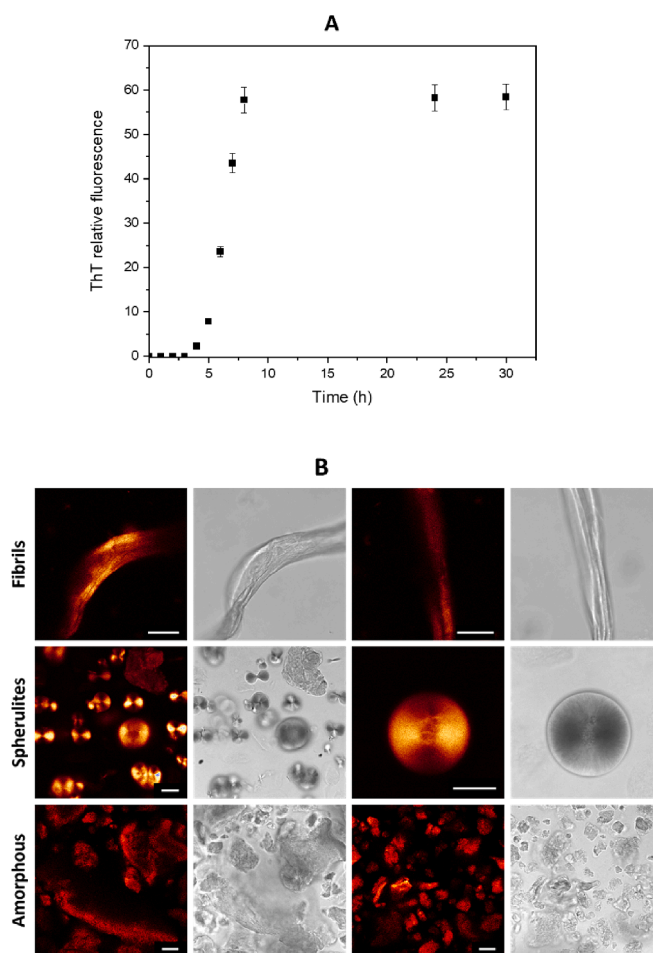 A
70
60
50
40
30
20
10
0
ThT relative fluorescence
0 5 10 15 20 25 30
Time (h)
B
Fibrils
Spherulites
Amorphous